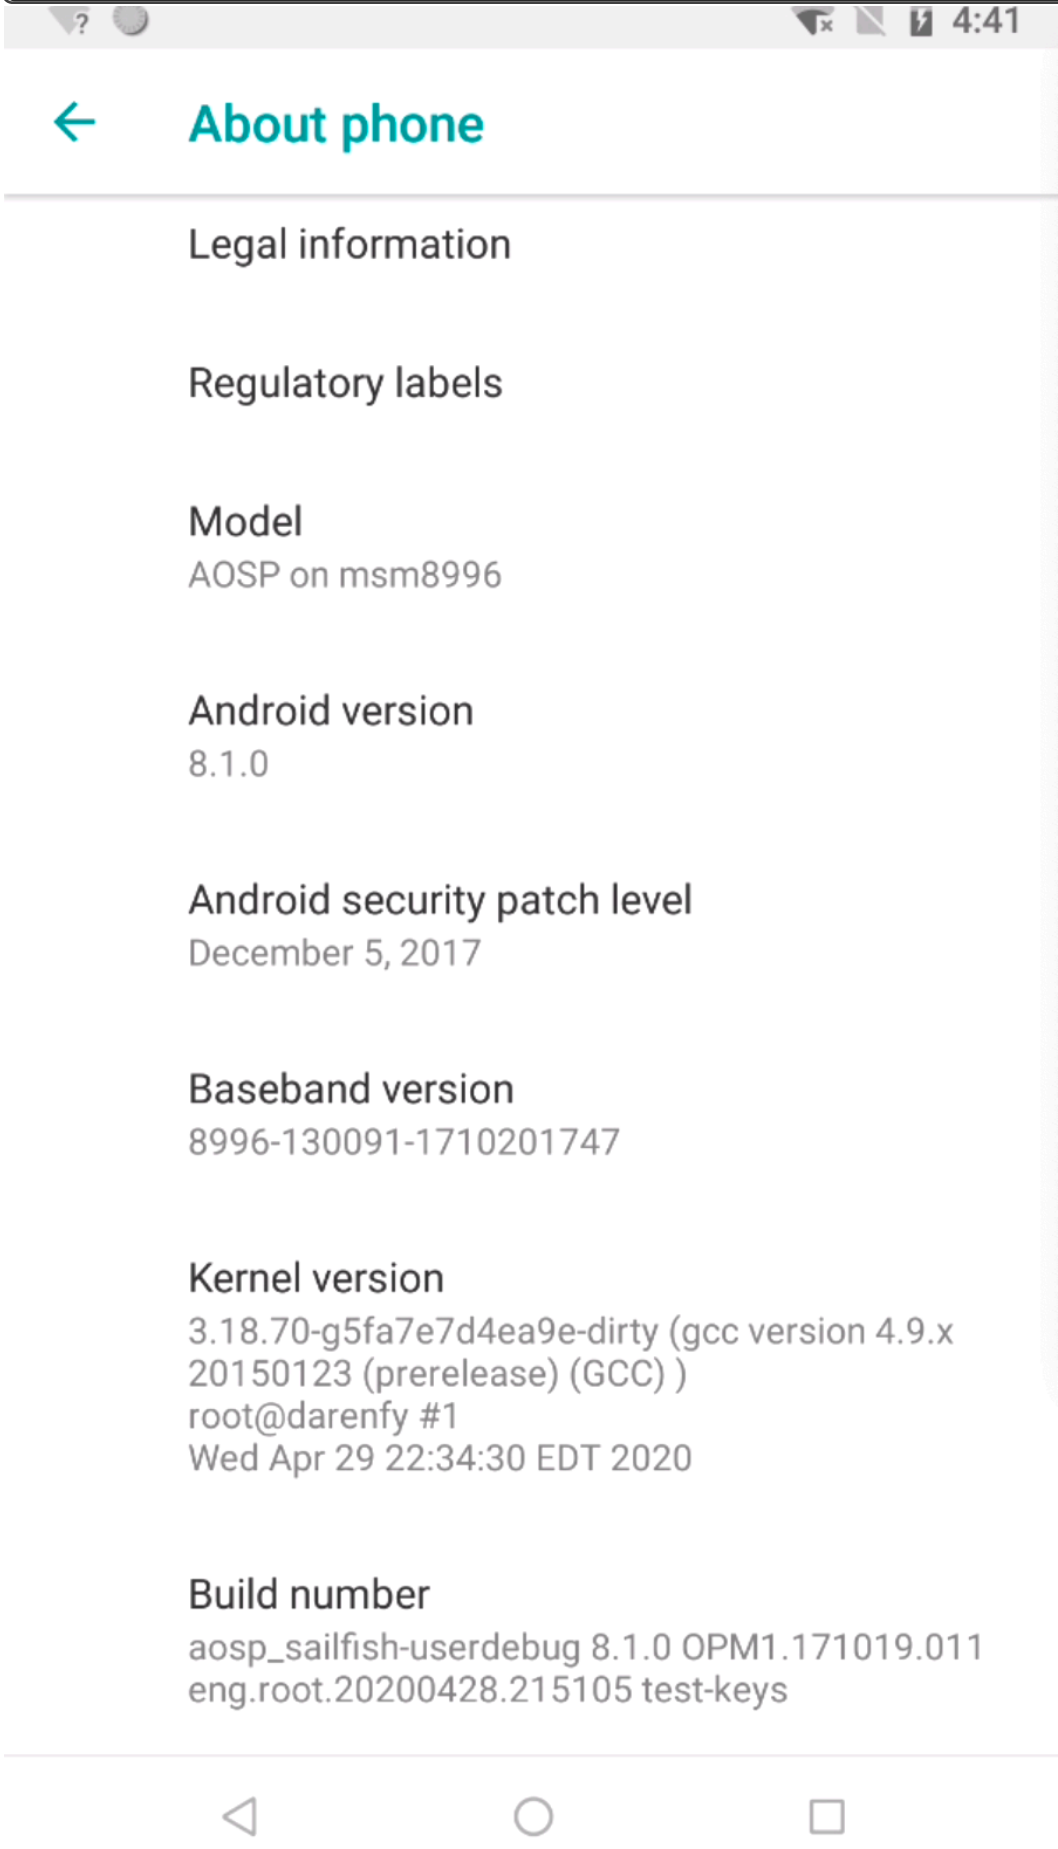 4:41
About phone
Legal information
Regulatory labels
Model
AOSP on msm8996
Android version
8.1.0
Android security patch level
December 5, 2017
Baseband version
8996-130091-1710201747
Kernel version
3.18.70-g5fa7e7d4ea9e-dirty (gcc version 4.9.x
20150123 (prerelease) (GCC) )
root@darenfy #1
Wed Apr 29 22:34:30 EDT 2020
Build number
aosp_sailfish-userdebug 8.1.0 OPM1.171019.011
eng.root.20200428.215105 test-keys